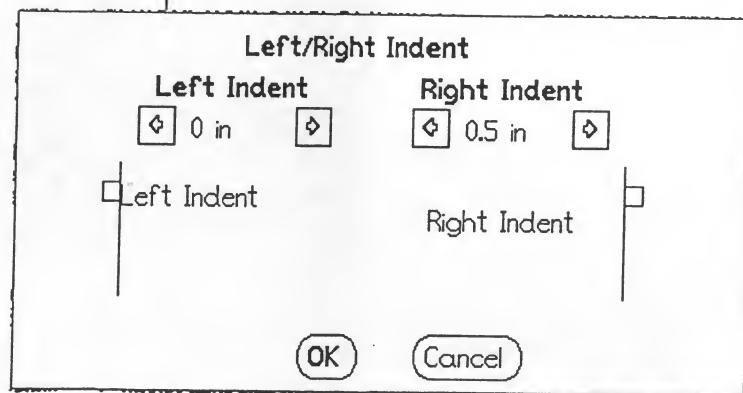 Left/Right Indent
Left Indent Right Indent
0 in 0.5 in
Left Indent
Right Indent
OK Cancel